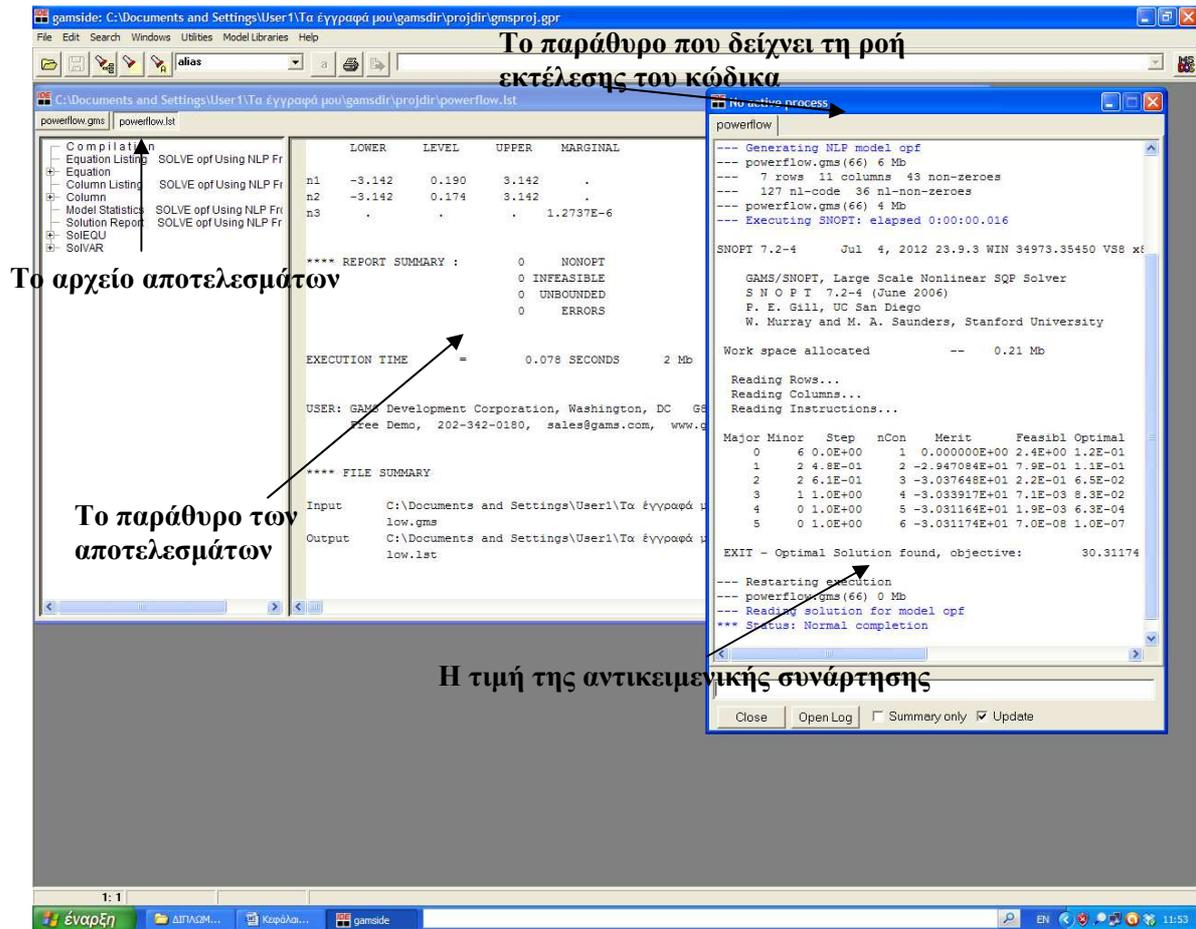 gamside: C:\Documents and Settings\User1\Τα έγγραφά μου\gamsdir\projdir\gmsproj.gpr
File Edit Search Windows Utilities Model Libraries Help
alias
a
Το παράθυρο που δείχνει τη ροή
εκτέλεσης του κώδικα
C:\Documents and Settings\User1\Τα έγγραφά μου\gamsdir\projdir\powerflow.lst
powerflow.gms powerflow.lst
Compilation
Equation Listing SOLVE opf Using NLP Fr
Equation
Column Listing SOLVE opf Using NLP Fr
Column
Model Statistics SOLVE opf Using NLP Fro
Solution Report SOLVE opf Using NLP Fr
SolEQU
SolVAR
Το αρχείο αποτελεσμάτων
LOWER LEVEL UPPER MARGINAL
n1 -3.142 0.190 3.142 .
n2 -3.142 0.174 3.142 .
n3 . . . 1.2737E-6
**** REPORT SUMMARY : 0 NONOPT
0 INFEASIBLE
0 UNBOUNDED
0 ERRORS
EXECUTION TIME = 0.078 SECONDS 2 Mb
USER: GAMS Development Corporation, Washington, DC G8
Free Demo, 202-342-0180, sales@gams.com, www.g
**** FILE SUMMARY
Input C:\Documents and Settings\User1\Τα έγγραφά μ
low.gms
Output C:\Documents and Settings\User1\Τα έγγραφά μ
low.lst
Το παράθυρο των
αποτελεσμάτων
No active process
powerflow
--- Generating NLP model opf
--- powerflow.gms(66) 6 Mb
--- 7 rows 11 columns 43 non-zeroes
--- 127 nl-code 36 nl-non-zeroes
--- powerflow.gms(66) 4 Mb
--- Executing SNOPT: elapsed 0:00:00.016
SNOPT 7.2-4 Jul 4, 2012 23.9.3 WIN 34973.35450 VS8 x8
GAMS/SNOPT, Large Scale Nonlinear SQP Solver
S N O P T 7.2-4 (June 2006)
P. E. Gill, UC San Diego
W. Murray and M. A. Saunders, Stanford University
Work space allocated -- 0.21 Mb
Reading Rows...
Reading Columns...
Reading Instructions...
Major Minor Step nCon Merit Feasibl Optimal
0 6 0.0E+00 1 0.000000E+00 2.4E+00 1.2E-01
1 2 4.8E-01 2 -2.947084E+01 7.9E-01 1.1E-01
2 2 6.1E-01 3 -3.037648E+01 2.2E-01 6.5E-02
3 1 1.0E+00 4 -3.033917E+01 7.1E-03 8.3E-02
4 0 1.0E+00 5 -3.031164E+01 1.9E-03 6.3E-04
5 0 1.0E+00 6 -3.031174E+01 7.0E-08 1.0E-07
EXIT - Optimal Solution found, objective: 30.31174
--- Restarting execution
--- powerflow.gms(66) 0 Mb
--- Reading solution for model opf
*** Status: Normal completion
Η τιμή της αντικειμενικής συνάρτησης
Close Open Log Summary only Update
1: 1
έναρξη ΔΙΠΛΩΜ... Κεφάλαι... gamside EN 11:53